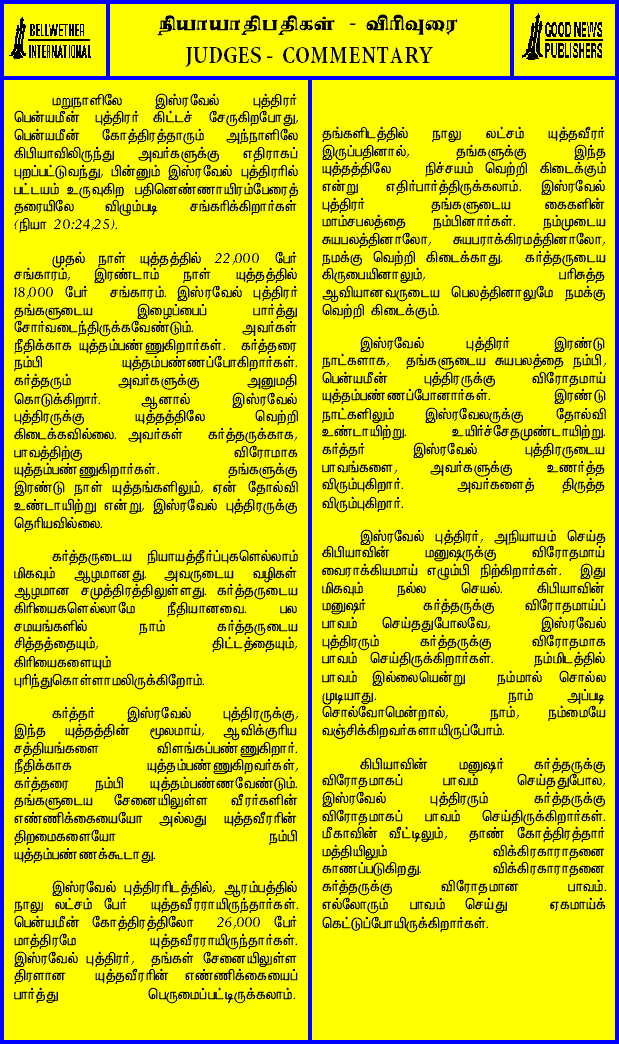 BELLWETHER
INTERNATIONAL
நியாயாதிபதிகள் - விரிவுரை
JUDGES - COMMENTARY
GOOD NEWS
PUBLISHERS
மறுநாளிலே இஸ்ரவேல் புத்திரர்
பென்யமீன் புத்திரர் கிட்டச் சேருகிறபோது,
பென்யமீன் கோத்திரத்தாரும் அந்நாளிலே
கிபியாவிலிருந்து அவர்களுக்கு எதிராகப்
புறப்பட்டுவந்து, பின்னும் இஸ்ரவேல் புத்திரரில்
பட்டயம் உருவுகிற பதினெண்ணாயிரம்பேரைத்
தரையிலே விழும்படி சங்கரிக்கிறார்கள்
(நியா 20:24,25).
முதல் நாள் யுத்தத்தில் 22,000 பேர்
சங்காரம், இரண்டாம் நாள் யுத்தத்தில்
18,000 பேர் சங்காரம். இஸ்ரவேல் புத்திரர்
தங்களுடைய இழைப்பைப் பார்த்து
சோர்வடைந்திருக்கவேண்டும். அவர்கள்
நீதிக்காக யுத்தம்பண்ணுகிறார்கள். கர்த்தரை
நம்பி யுத்தம்பண்ணப்போகிறார்கள்.
கர்த்தரும் அவர்களுக்கு அனுமதி
கொடுக்கிறார். ஆனால் இஸ்ரவேல்
புத்திரருக்கு யுத்தத்திலே வெற்றி
கிடைக்கவில்லை. அவர்கள் கர்த்தருக்காக,
பாவத்திற்கு விரோமாக
யுத்தம்பண்ணுகிறார்கள். தங்களுக்கு
இரண்டு நாள் யுத்தங்களிலும், ஏன் தோல்வி
உண்டாயிற்று என்று, இஸ்ரவேல் புத்திரருக்கு
தெரியவில்லை.
கர்த்தருடைய நியாயத்தீர்ப்புகளெல்லாம்
மிகவும் ஆழமானது. அவருடைய வழிகள்
ஆழமான சமுத்திரத்திலுள்ளது. கர்த்தருடைய
கிரியைகளெல்லாமே நீதியானவை. பல
சமயங்களில் நாம் கர்த்தருடைய
சித்தத்தையும், திட்டத்தையும்,
கிரியைகளையும்
புரிந்துகொள்ளாமலிருக்கிறோம்.
கர்த்தர் இஸ்ரவேல் புத்திரருக்கு,
இந்த யுத்தத்தின் மூலமாய், ஆவிக்குரிய
சத்தியங்களை விளங்கப்பண்ணுகிறார்.
நீதிக்காக யுத்தம்பண்ணுகிறவர்கள்,
கர்த்தரை நம்பி யுத்தம்பண்ணவேண்டும்.
தங்களுடைய சேனையிலுள்ள வீரர்களின்
எண்ணிக்கையையோ அல்லது யுத்தவீரரின்
திறமைகளையோ நம்பி
யுத்தம்பண்ணக்கூடாது.
இஸ்ரவேல் புத்திரரிடத்தில், ஆரம்பத்தில்
நாலு லட்சம் பேர் யுத்தவீரராயிருந்தார்கள்.
பென்யமீன் கோத்திரத்திலோ 26,000 பேர்
மாத்திரமே யுத்தவீரராயிருந்தார்கள்.
இஸ்ரவேல் புத்திரர், தங்கள் சேனையிலுள்ள
திரளான யுத்தவீரரின் எண்ணிக்கையைப்
பார்த்து பெருமைப்பட்டிருக்கலாம்.
தங்களிடத்தில் நாலு லட்சம் யுத்தவீரர்
இருப்பதினால், தங்களுக்கு இந்த
யுத்தத்திலே நிச்சயம் வெற்றி கிடைக்கும்
என்று எதிர்பார்த்திருக்கலாம். இஸ்ரவேல்
புத்திரர் தங்களுடைய கைகளின்
மாம்சபலத்தை நம்பினார்கள். நம்முடைய
சுயபலத்தினாலோ, சுயபராக்கிரமத்தினாலோ,
நமக்கு வெற்றி கிடைக்காது. கர்த்தருடைய
கிருபையினாலும், பரிசுத்த
ஆவியானவருடைய பெலத்தினாலுமே நமக்கு
வெற்றி கிடைக்கும்.
இஸ்ரவேல் புத்திரர் இரண்டு
நாட்களாக, தங்களுடைய சுயபலத்தை நம்பி,
பென்யமீன் புத்திரருக்கு விரோதமாய்
யுத்தம்பண்ணப்போனார்கள். இரண்டு
நாட்களிலும் இஸ்ரவேலருக்கு தோல்வி
உண்டாயிற்று. உயிர்ச்சேதமுண்டாயிற்று.
கர்த்தர் இஸ்ரவேல் புத்திரருடைய
பாவங்களை, அவர்களுக்கு உணர்த்த
விரும்புகிறார். அவர்களைத் திருத்த
விரும்புகிறார்.
இஸ்ரவேல் புத்திரர், அநியாயம் செய்த
கிபியாவின் மனுஷருக்கு விரோதமாய்
வைராக்கியமாய் எழும்பி நிற்கிறார்கள். இது
மிகவும் நல்ல செயல். கிபியாவின்
மனுஷர் கர்த்தருக்கு விரோதமாய்ப்
பாவம் செய்ததுபோலவே, இஸ்ரவேல்
புத்திரரும் கர்த்தருக்கு விரோதமாக
பாவம் செய்திருக்கிறார்கள். நம்மிடத்தில்
பாவம் இல்லையென்று நம்மால் சொல்ல
முடியாது. நாம் அப்படி
சொல்வோமென்றால், நாம், நம்மையே
வஞ்சிக்கிறவர்களாயிருப்போம்.
கிபியாவின் மனுஷர் கர்த்தருக்கு
விரோதமாகப் பாவம் செய்ததுபோல,
இஸ்ரவேல் புத்திரரும் கர்த்தருக்கு
விரோதமாகப் பாவம் செய்திருக்கிறார்கள்.
மீகாவின் வீட்டிலும், தாண் கோத்திரத்தார்
மத்தியிலும் விக்கிரகாராதனை
காணப்படுகிறது. விக்கிரகாராதனை
கர்த்தருக்கு விரோதமான பாவம்.
எல்லோரும் பாவம் செய்து ஏகமாய்க்
கெட்டுப்போயிருக்கிறார்கள்.